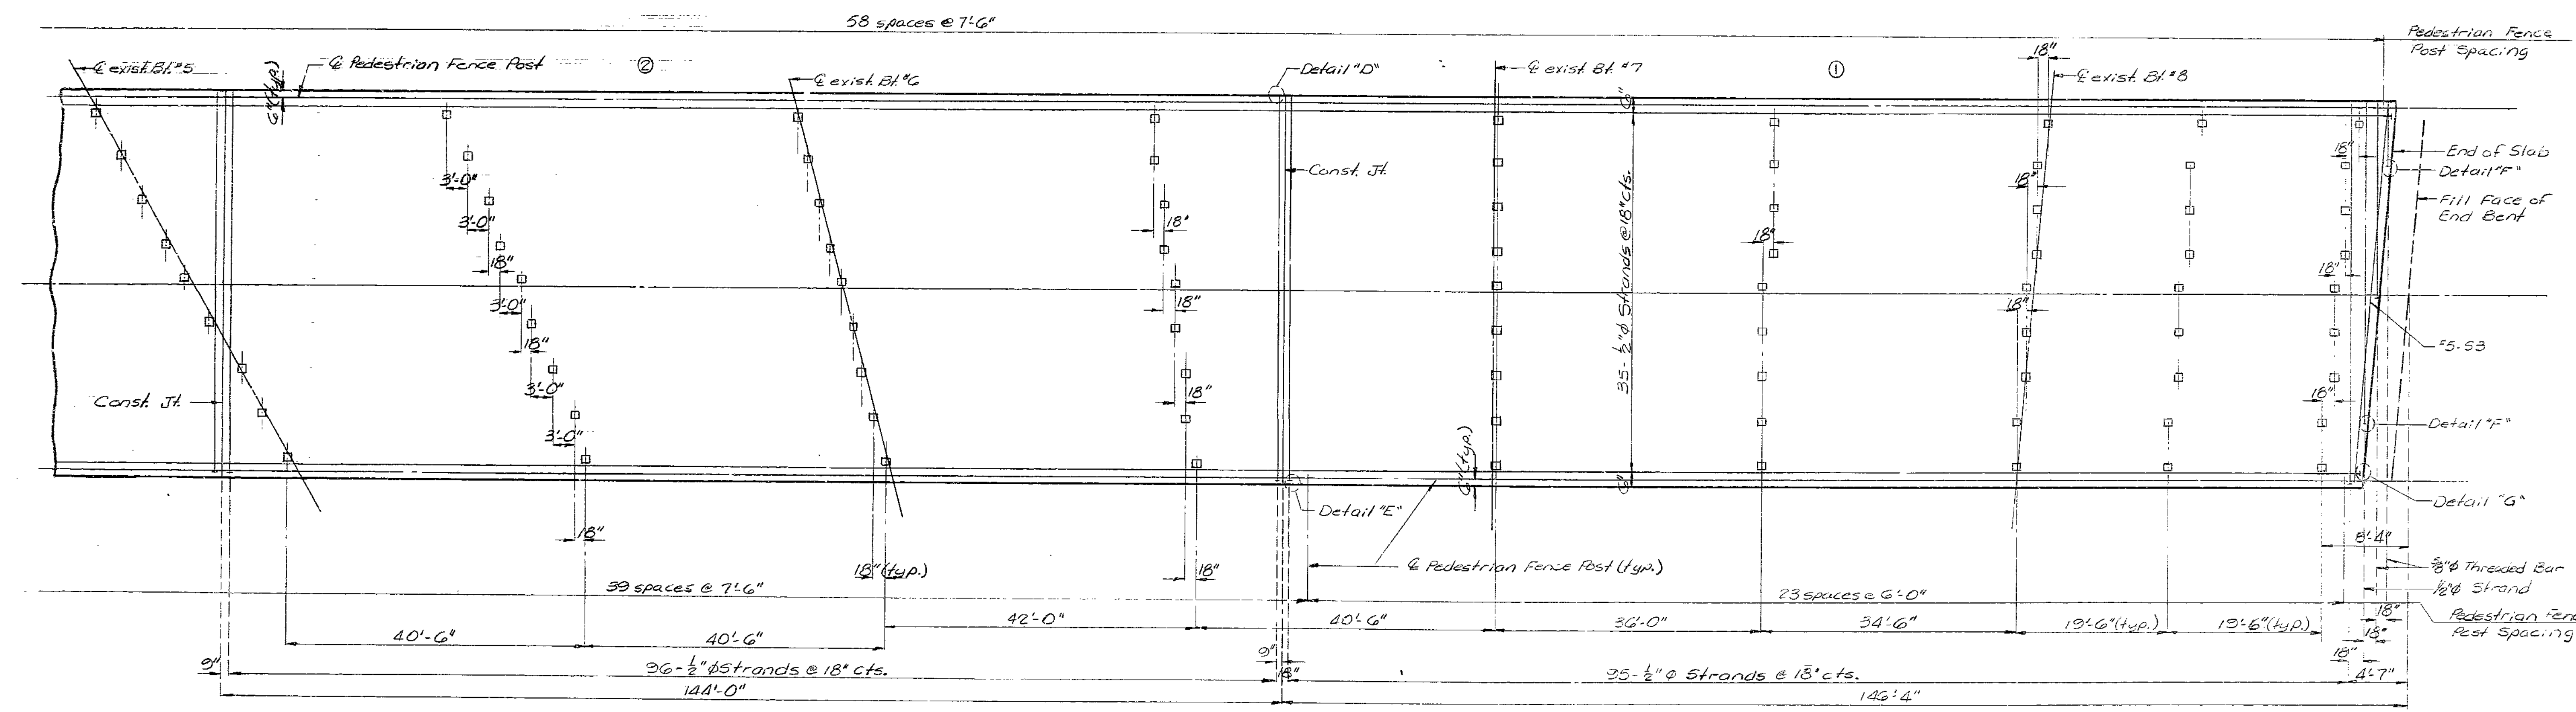 58 spaces @ 7'-6"
Pedestrian Fence
Post Spacing
℄ exist. Bt. #5
6" (typ.)
℄ Pedestrian Fence Post
②
℄ exist. Bt. #6
Detail "D"
℄ exist Bt. #7
①
18"
℄ exist. Bt. #8
6"
End of Slab
Detail "F"
Fill Face of
End Bent
Const. Jt.
18"
18"
3'-0"
3'-0"
18"
3'-0"
18"
3'-0"
3'-0"
18"
18"
18"
18"
18"
35-½"ϕ Strands @ 18" cts.
18"
18"
18"
#5-S3
Const. Jt.
Detail "F"
6" (typ.)
6"
Detail "E"
Detail "G"
18"
18" (typ.)
18"
℄ Pedestrian Fence Post (typ.)
8'-4"
⅝"ϕ Threaded Bar
½"ϕ Strand
39 spaces @ 7'-6"
23 spaces @ 6'-0"
18"
Pedestrian Fen
Post Spacing
40'-6"
40'-6"
42'-0"
40'-6"
36'-0"
34'-6"
19'-6" (typ.)
19'-6" (typ.)
18"
9"
96-½"ϕ Strands @ 18" cts.
9"
18"
95-½"ϕ Strands @ 18" cts.
18"
4'-7"
144'-0"
146'-4"